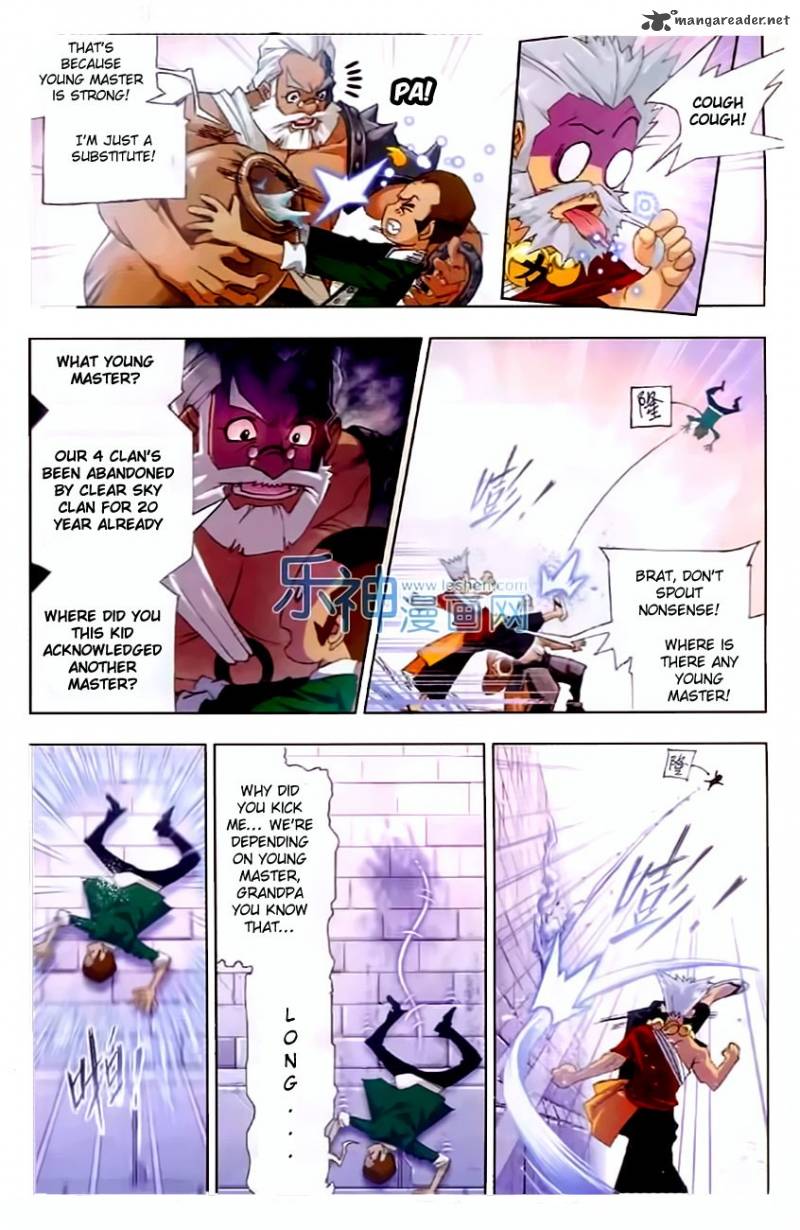 mangareader.net
THAT'S
BECAUSE
YOUNG MASTER
IS STRONG!
I'M JUST A
SUBSTITUTE!
PA!
COUGH
COUGH!
WHAT YOUNG
MASTER?
OUR 4 CLAN'S
BEEN ABANDONED
BY CLEAR SKY
CLAN FOR 20
YEAR ALREADY
WHERE DID YOU
THIS KID
ACKNOWLEDGED
ANOTHER
MASTER?
隆
嘭
BRAT, DON'T
SPOUT
NONSENSE!
WHERE IS
THERE ANY
YOUNG
MASTER!
乐神漫画网
www.leshen.com
WHY DID
YOU KICK
ME... WE'RE
DEPENDING
ON YOUNG
MASTER,
GRANDPA
YOU KNOW
THAT...
LONG....
隆
嘭